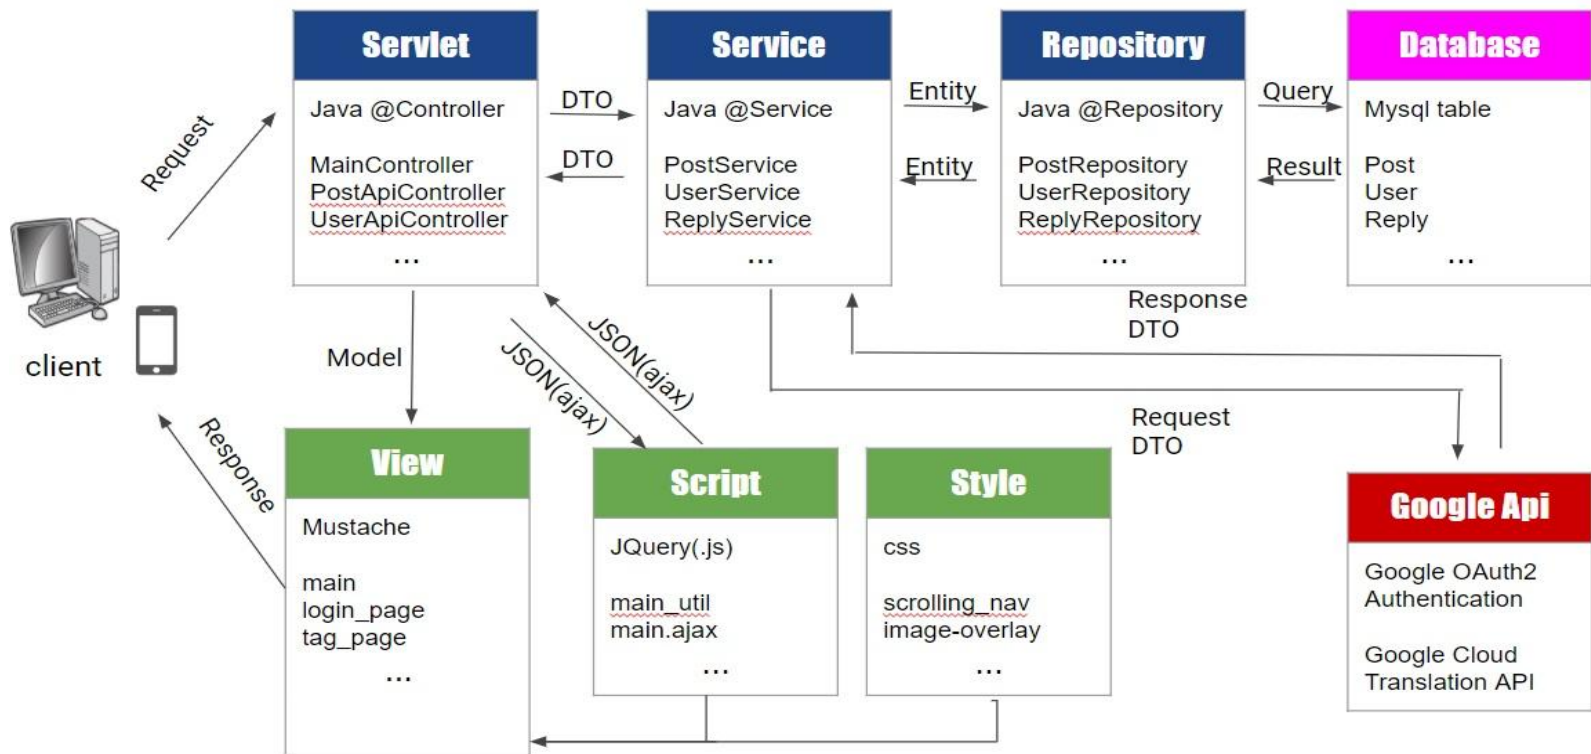 Servlet
Java @Controller
MainController
PostApiController
UserApiController
...
Service
Java @Service
PostService
UserService
ReplyService
...
Repository
Java @Repository
PostRepository
UserRepository
ReplyRepository
...
Database
Mysql table
Post
User
Reply
...
Request
DTO
DTO
Entity
Entity
Query
Result
client
Model
JSON(ajax)
JSON(ajax)
Response
DTO
Request
DTO
Response
View
Mustache
main
login_page
tag_page
...
Script
JQuery(.js)
main_util
main.ajax
...
Style
css
scrolling_nav
image-overlay
...
Google Api
Google OAuth2
Authentication
Google Cloud
Translation API